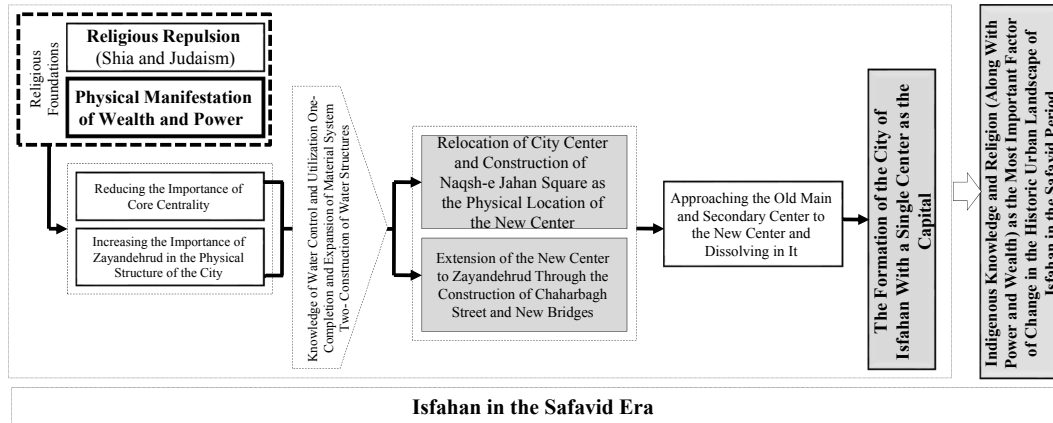 Religious
Foundations
Religious Repulsion
(Shia and Judaism)
Physical Manifestation
of Wealth and Power
Reducing the Importance of
Core Centrality
Increasing the Importance of
Zayandehrud in the Physical
Structure of the City
Knowledge of Water Control and Utilization One-
Completion and Expansion of Material System
Two- Construction of Water Structures
Relocation of City Center
and Construction of
Naqsh-e Jahan Square as
the Physical Location of
the New Center
Extension of the New Center
to Zayandehrud Through the
Construction of Chaharbagh
Street and New Bridges
Approaching the Old Main
and Secondary Center to
the New Center and
Dissolving in It
The Formation of the City of
Isfahan With a Single Center as the
Capital
Indigenous Knowledge and Religion (Along With
Power and Wealth) as the Most Important Factor
of Change in the Historic Urban Landscape of
Isfahan in the Safavid Period
Isfahan in the Safavid Era